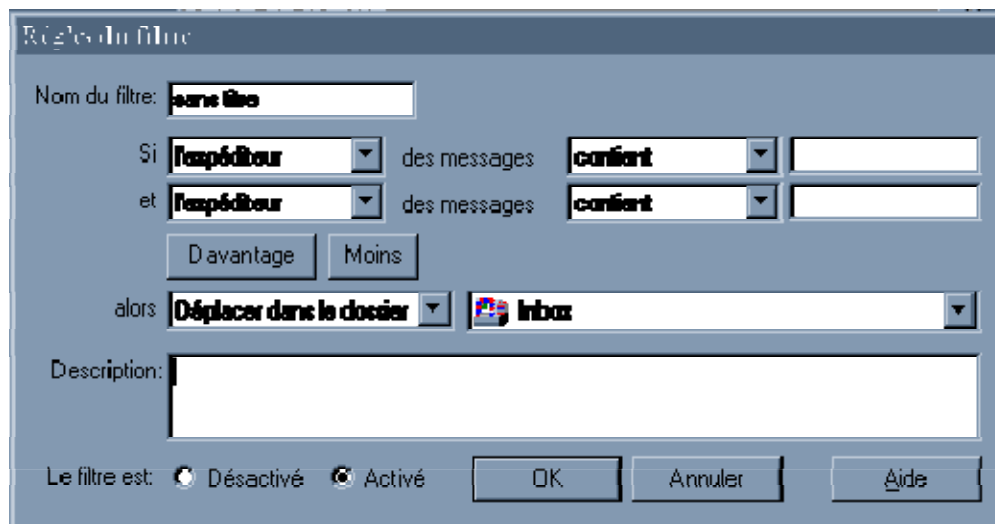 Règles du filtre
Nom du filtre: sans titre
Si l'expéditeur des messages contient
et l'expéditeur des messages contient
Davantage Moins
alors Déplacer dans le dossier Inbox
Description:
Le filtre est: Désactivé Activé OK Annuler Aide